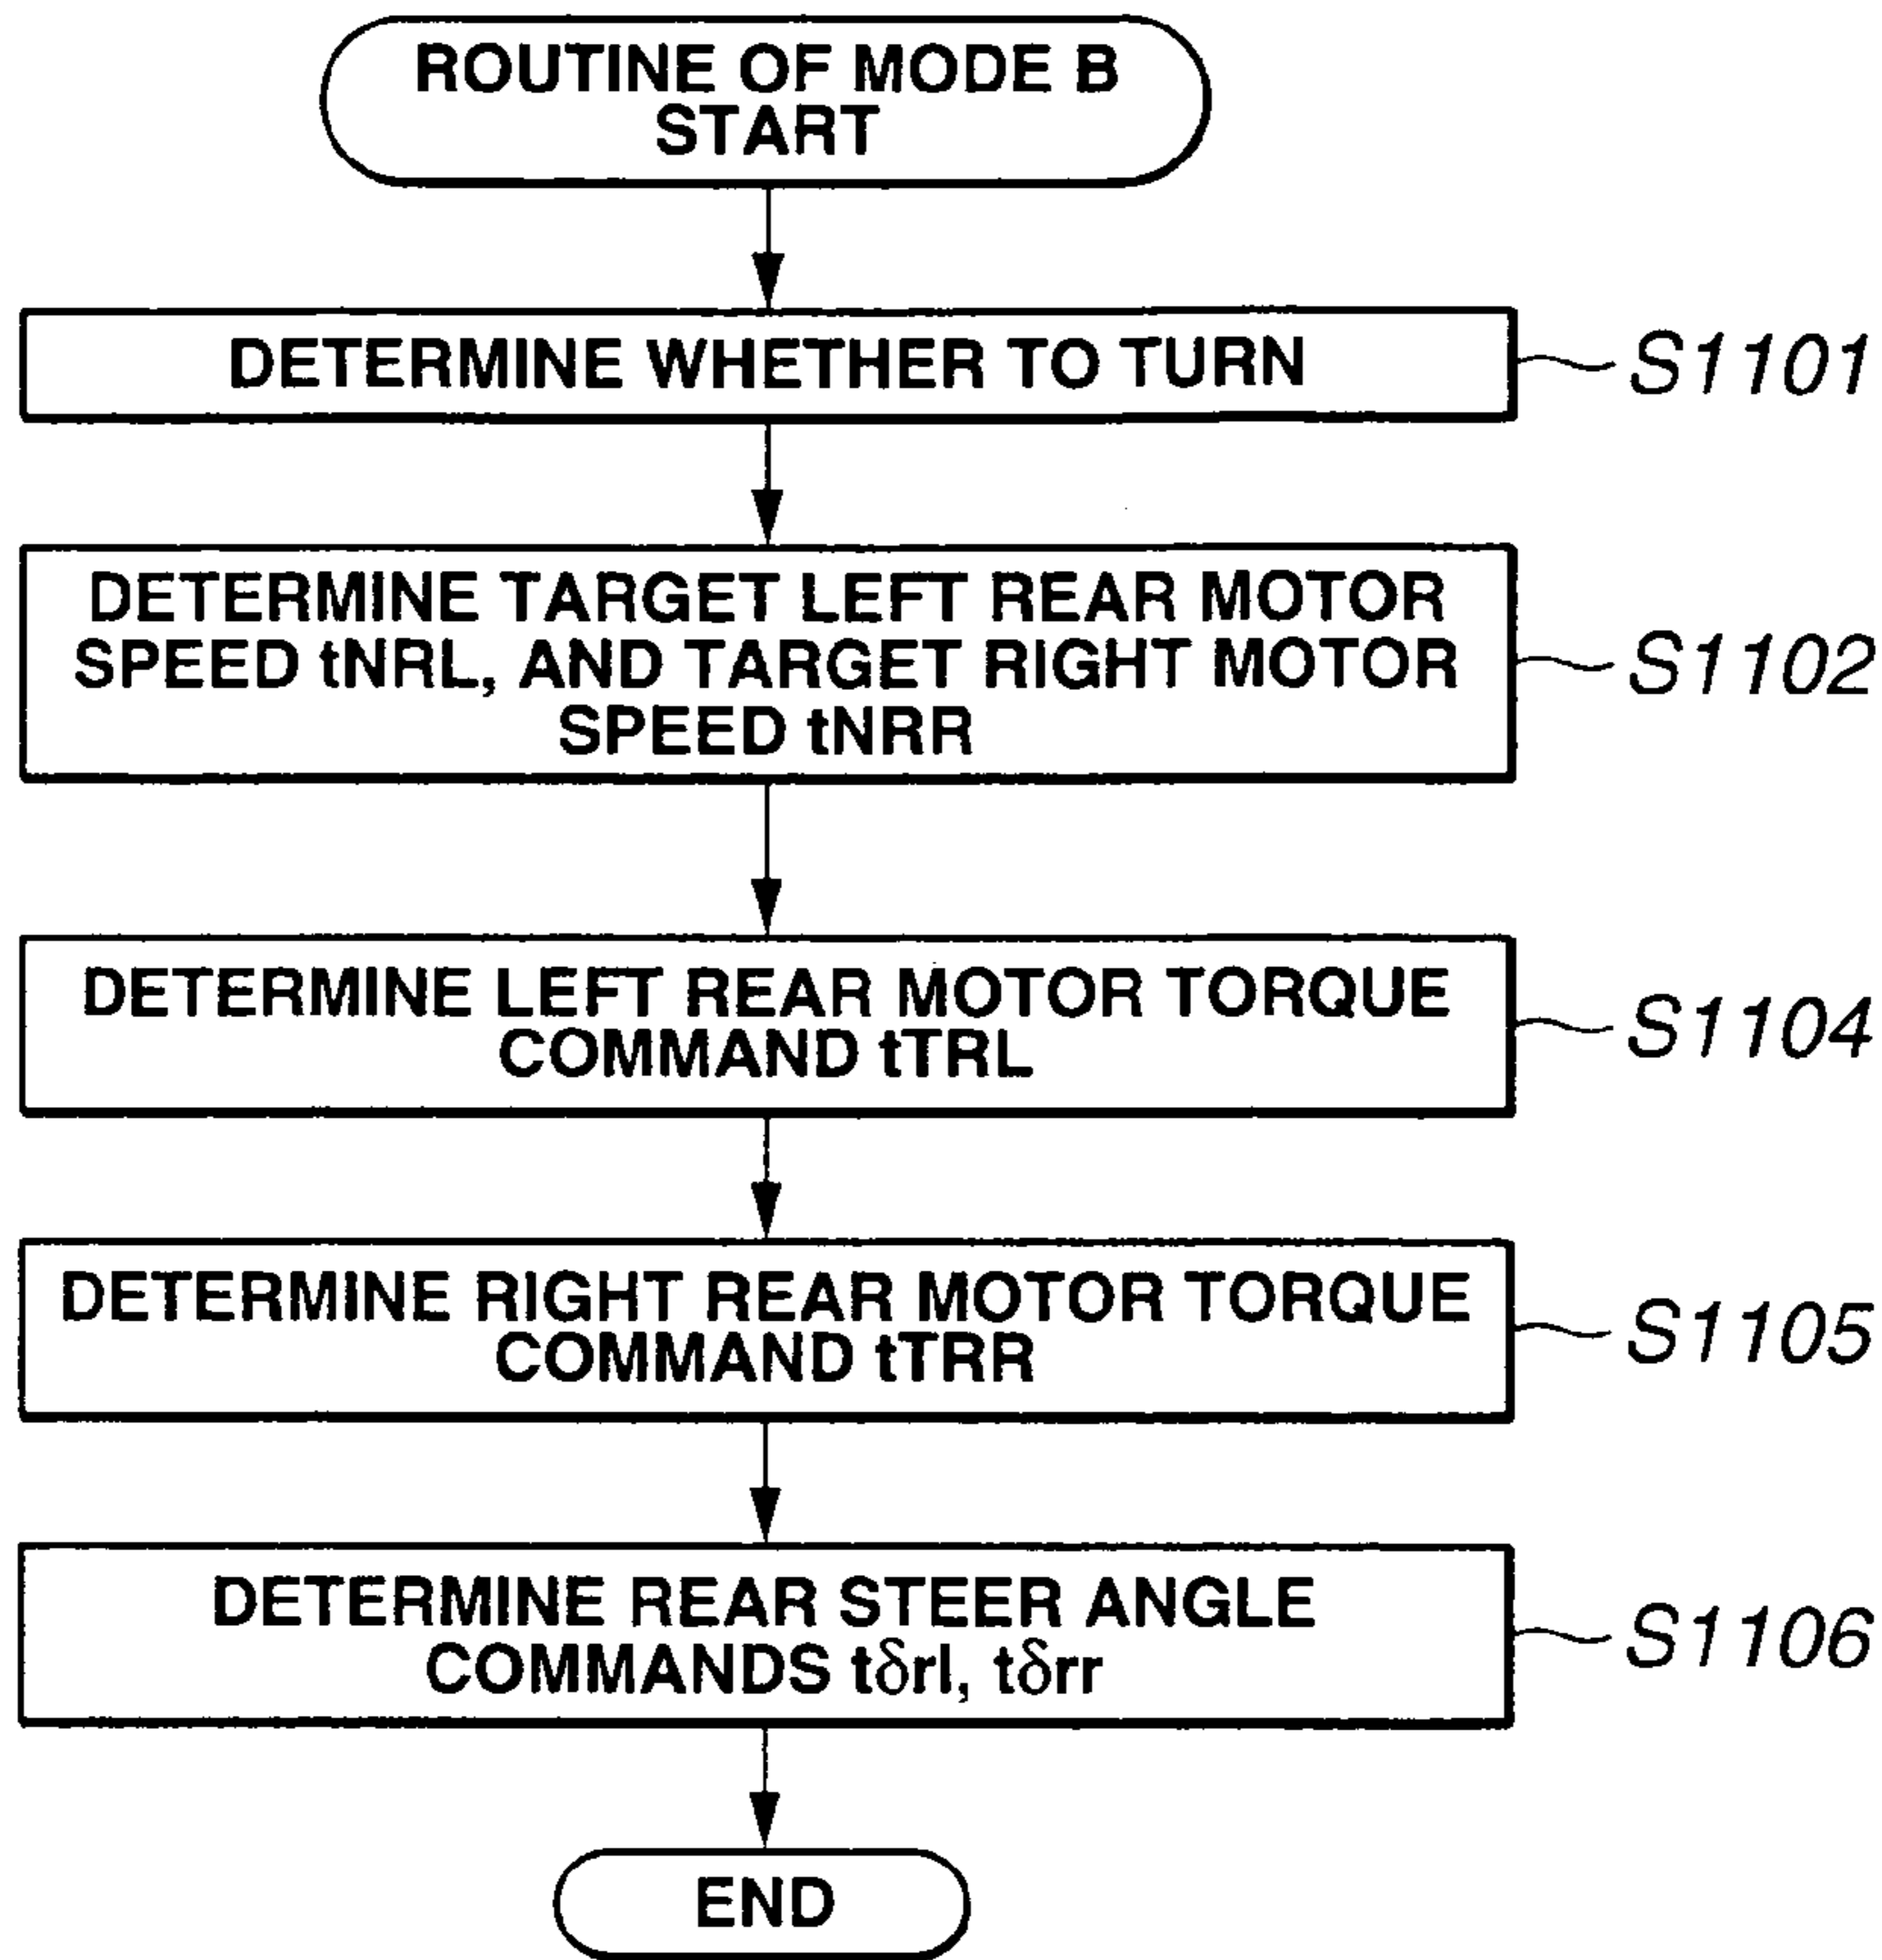 ROUTINE OF MODE B
START
DETERMINE WHETHER TO TURN
S1101
DETERMINE TARGET LEFT REAR MOTOR
SPEED tNRL, AND TARGET RIGHT MOTOR
SPEED tNRR
S1102
DETERMINE LEFT REAR MOTOR TORQUE
COMMAND tTRL
S1104
DETERMINE RIGHT REAR MOTOR TORQUE
COMMAND tTRR
S1105
DETERMINE REAR STEER ANGLE
COMMANDS tδrl, tδrr
S1106
END